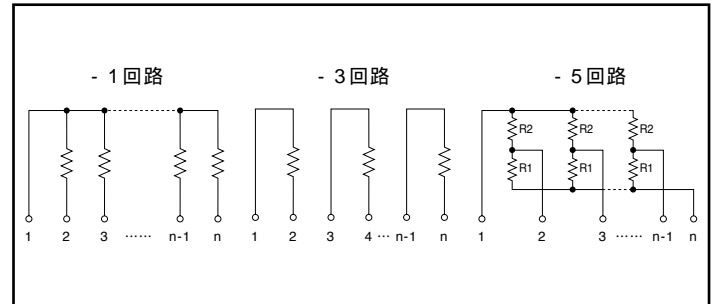 - 1回路
- 3回路
- 5回路
R2 R2 R2
R1 R1 R1
1 2 3 …… n-1 n
1 2 3 4 … n-1 n
1 2 3 …… n-1 n